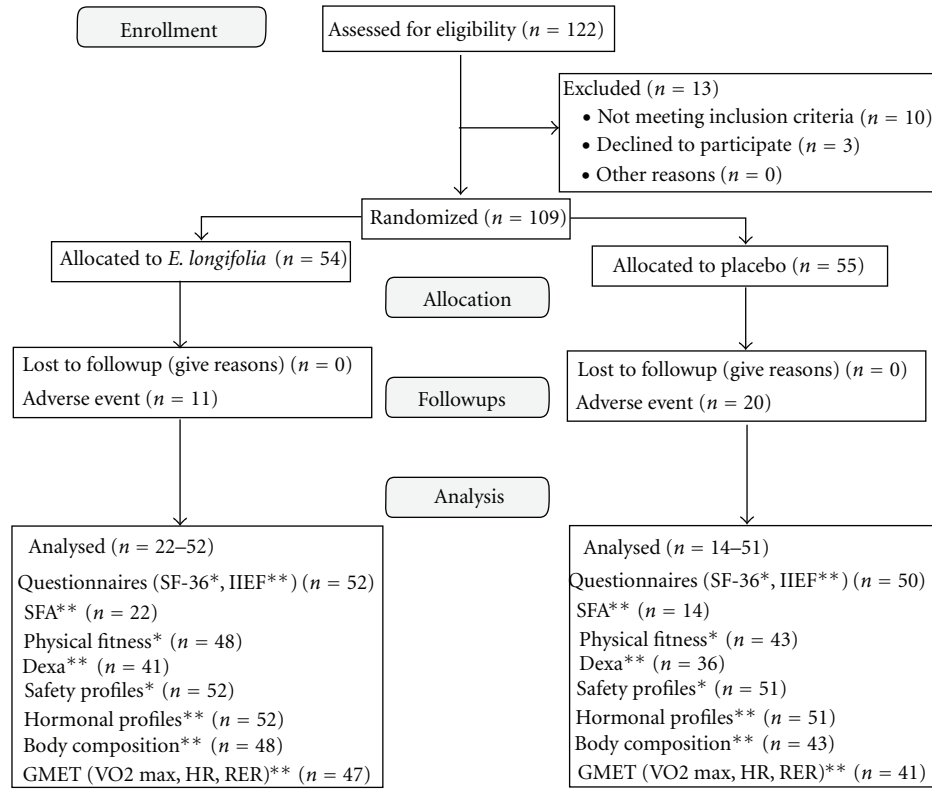 Enrollment
Assessed for eligibility (n = 122)
Excluded (n = 13)
• Not meeting inclusion criteria (n = 10)
• Declined to participate (n = 3)
• Other reasons (n = 0)
Randomized (n = 109)
Allocated to E. longifolia (n = 54)
Allocated to placebo (n = 55)
Allocation
Lost to followup (give reasons) (n = 0)
Adverse event (n = 11)
Followups
Lost to followup (give reasons) (n = 0)
Adverse event (n = 20)
Analysis
Analysed (n = 22–52)
Questionnaires (SF-36*, IIEF**) (n = 52)
SFA** (n = 22)
Physical fitness* (n = 48)
Dexa** (n = 41)
Safety profiles* (n = 52)
Hormonal profiles** (n = 52)
Body composition** (n = 48)
GMET (VO2 max, HR, RER)** (n = 47)
Analysed (n = 14–51)
Questionnaires (SF-36*, IIEF**) (n = 50)
SFA** (n = 14)
Physical fitness* (n = 43)
Dexa** (n = 36)
Safety profiles* (n = 51)
Hormonal profiles** (n = 51)
Body composition** (n = 43)
GMET (VO2 max, HR, RER)** (n = 41)